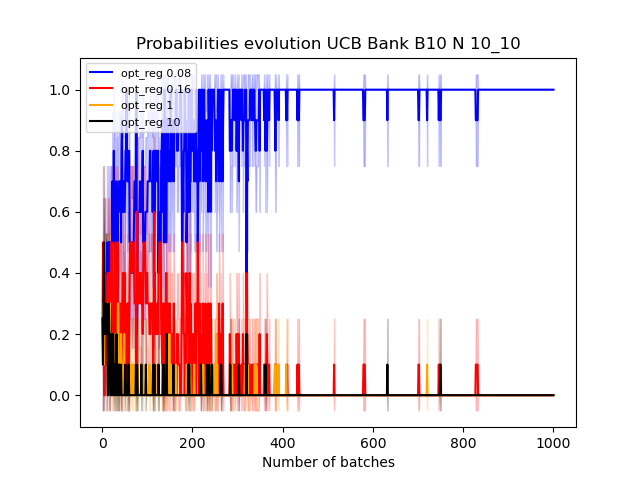 Probabilities evolution UCB Bank B10 N 10_10
opt_reg 0.08
opt_reg 0.16
opt_reg 1
opt_reg 10
1.0
0.8
0.6
0.4
0.2
0.0
0 200 400 600 800 1000
Number of batches